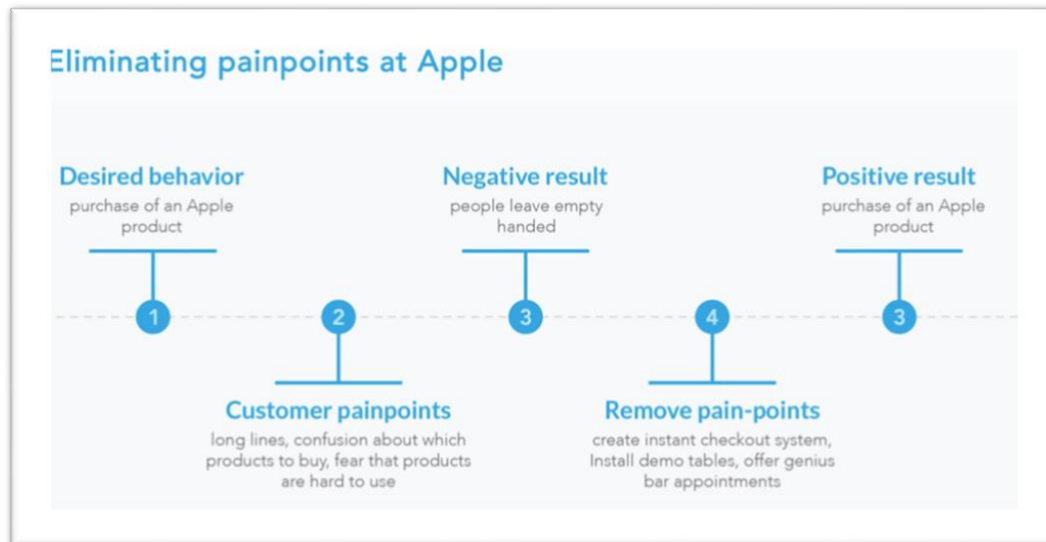 Eliminating painpoints at Apple
Desired behavior
purchase of an Apple
product
1
2
Customer painpoints
long lines, confusion about which
products to buy, fear that products
are hard to use
Negative result
people leave empty
handed
3
4
Remove pain-points
create instant checkout system,
Install demo tables, offer genius
bar appointments
Positive result
purchase of an Apple
product
3